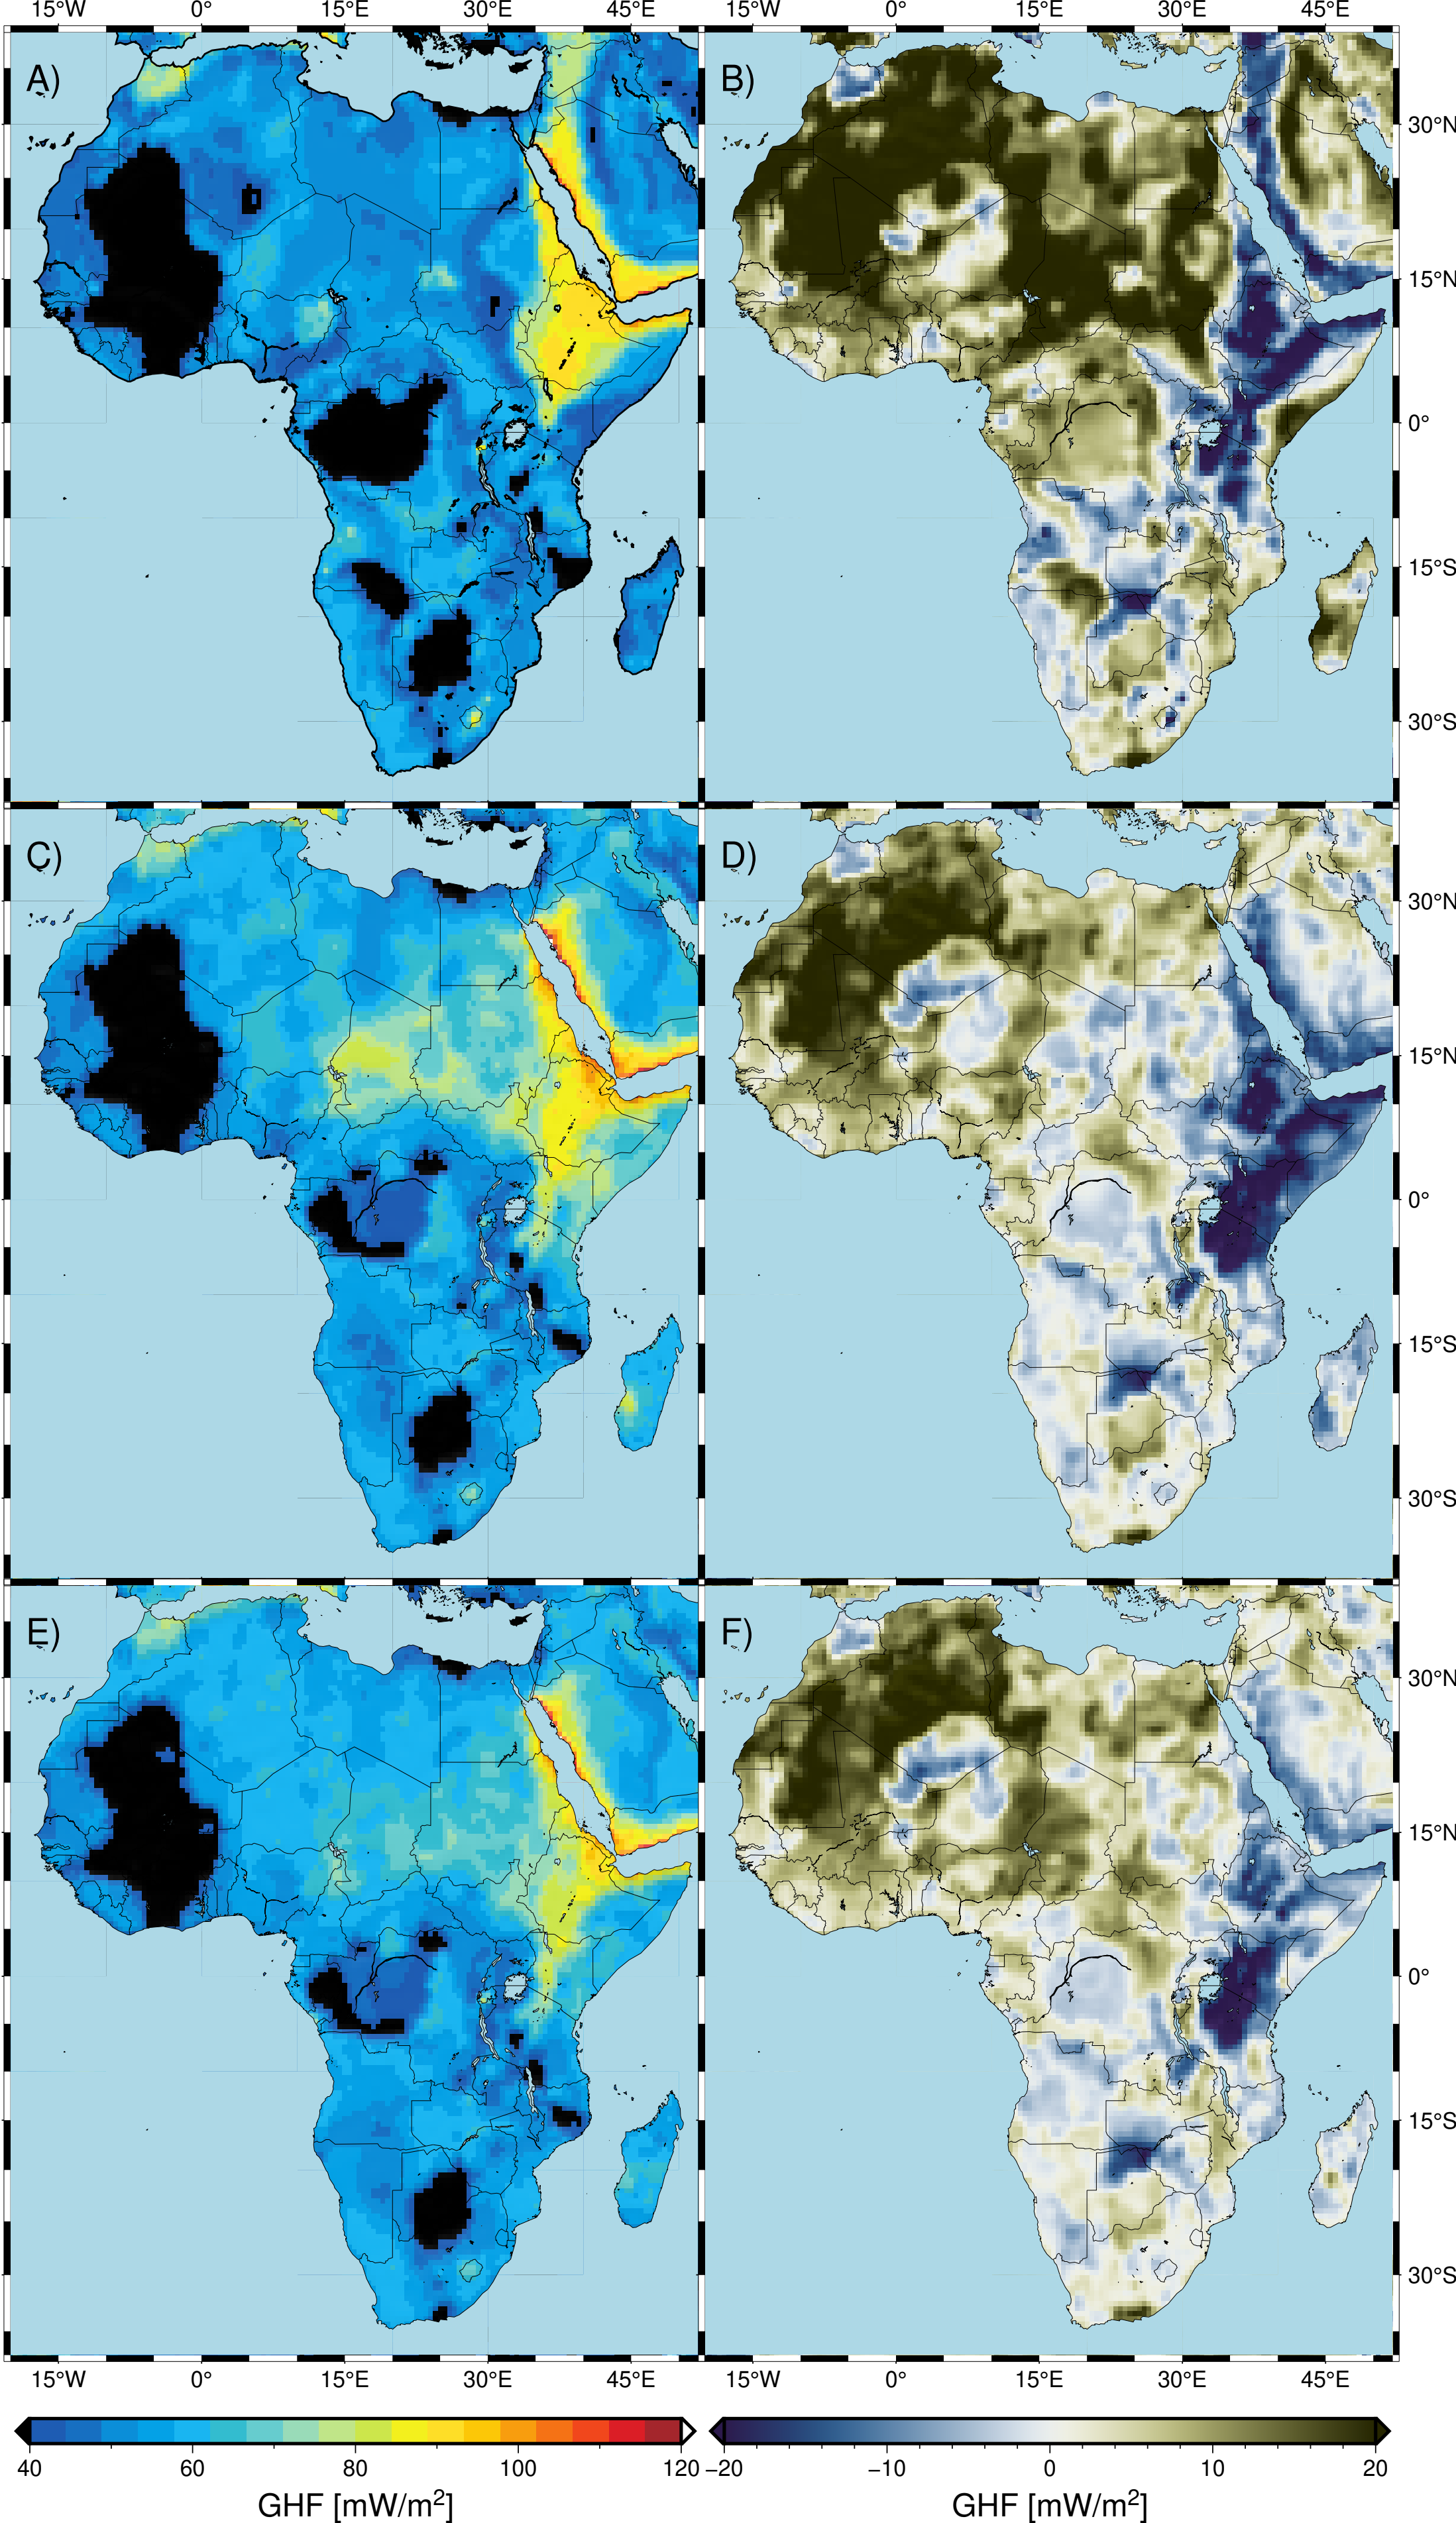 15°W 0° 15°E 30°E 45°E 0° 15°E 30°E 45°E
A) B)
30°N
15°N
0°
15°S
30°S
C) D)
30°N
15°N
0°
15°S
30°S
E) F)
30°N
15°N
0°
15°S
30°S
15°W 0° 15°E 30°E 45°E 15°W 0° 15°E 30°E 45°E
40 60 80 100 120 −20 −10 0 10 20
GHF [mW/m²] GHF [mW/m²]